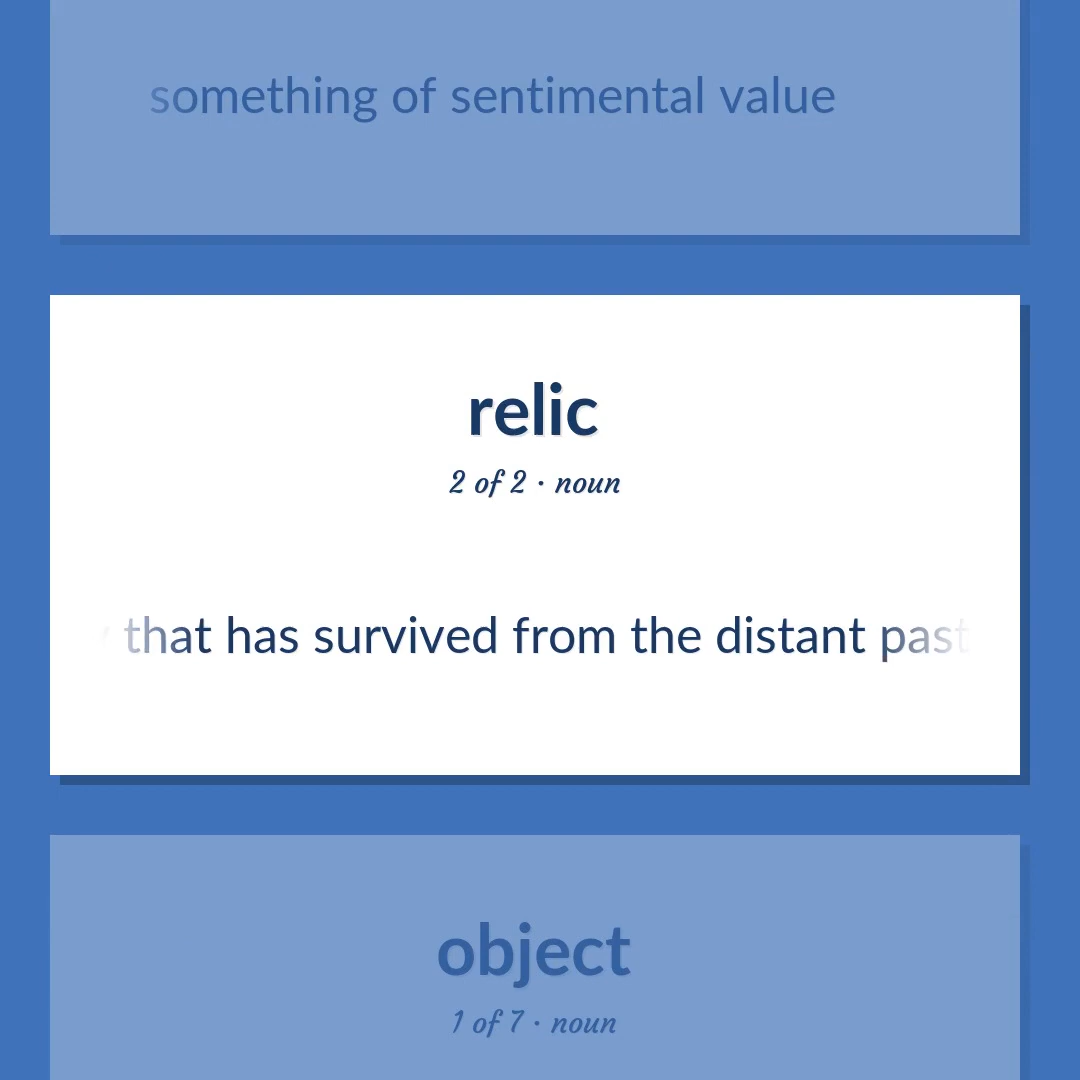 something of sentimental value
relic
2 of 2 · noun
that has survived from the distant past
object
1 of 7 · noun